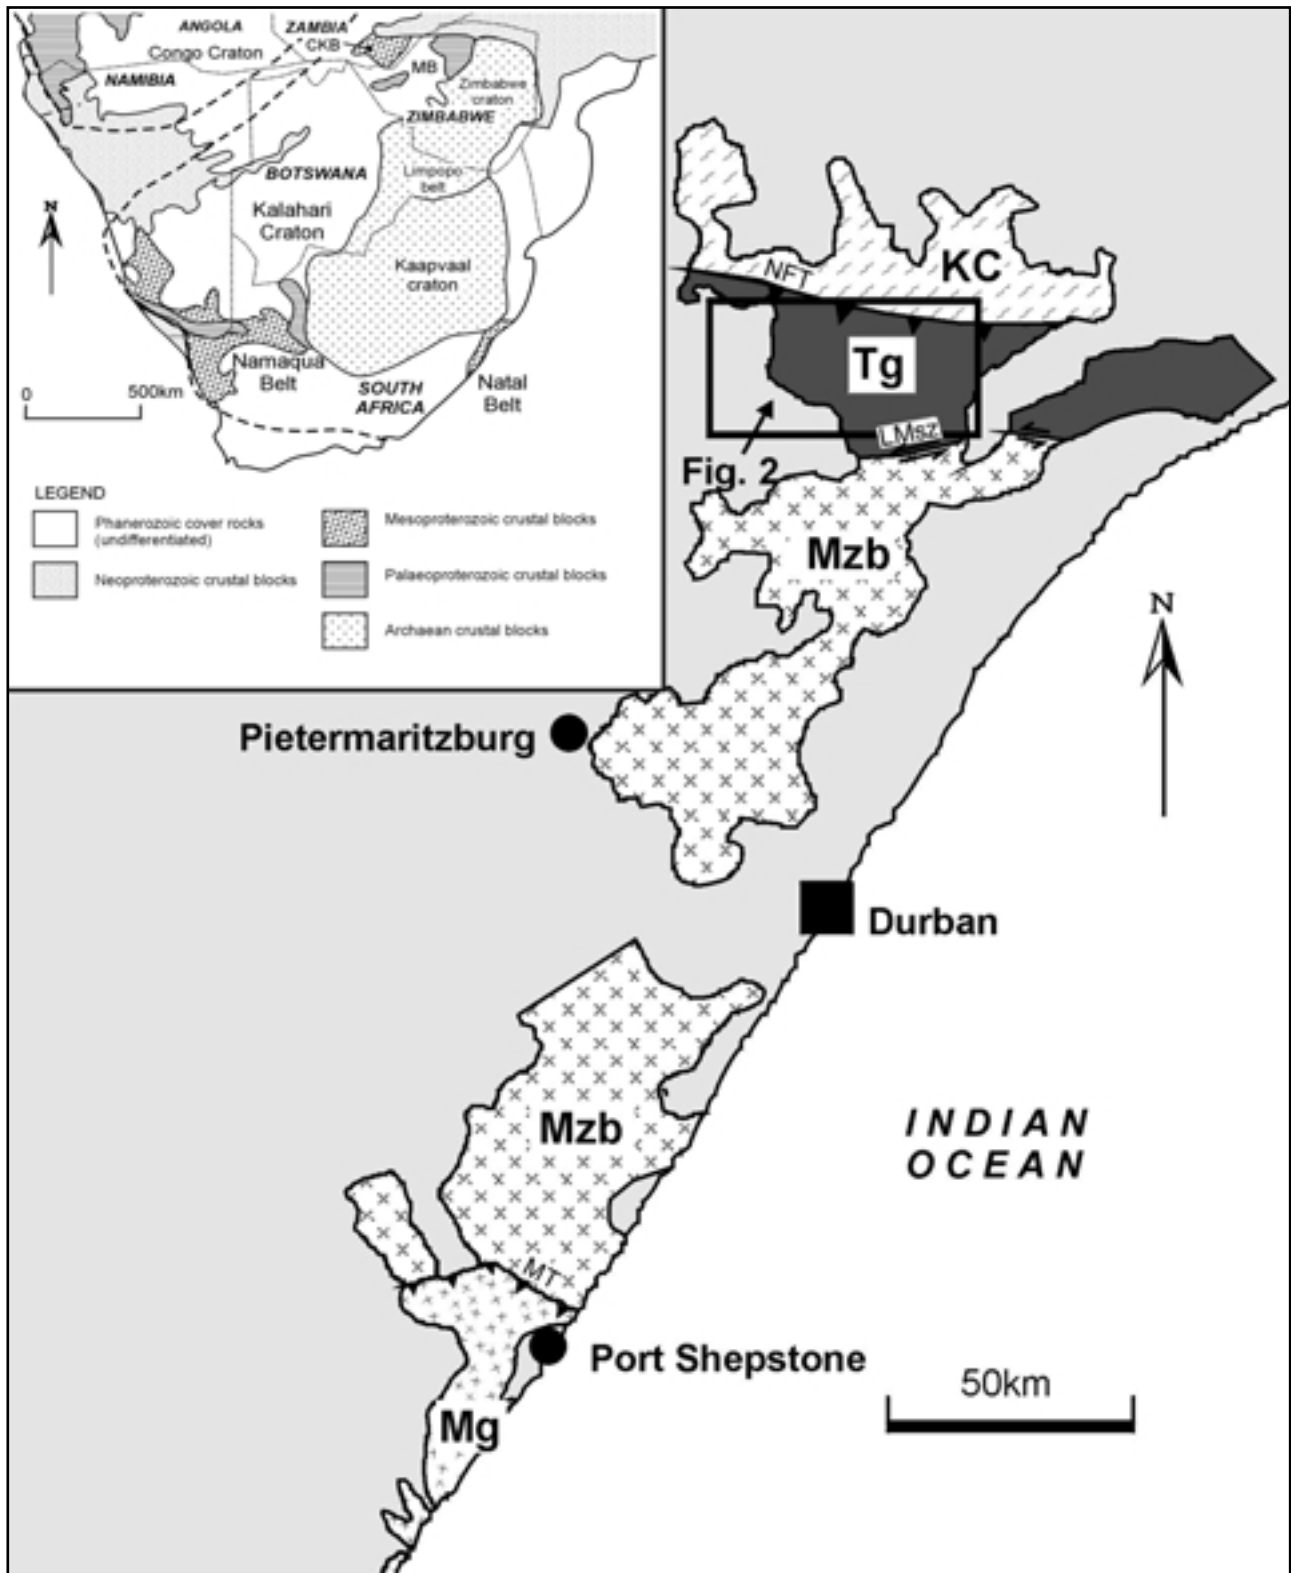 ANGOLA
ZAMBIA
CKB
Congo Craton
MB
NAMIBIA
Zimbabwe
craton
ZIMBABWE
BOTSWANA
Limpopo
belt
N
Kalahari
Craton
Kaapvaal
craton
Namaqua
Belt
0
500km
SOUTH
AFRICA
Natal
Belt
LEGEND
Phanerozoic cover rocks
(undifferentiated)
Mesoproterozoic crustal blocks
Neoproterozoic crustal blocks
Palaeoproterozoic crustal blocks
Archaean crustal blocks
NFT
KC
Tg
LMsz
Fig. 2
Mzb
N
Pietermaritzburg
Durban
Mzb
INDIAN
OCEAN
MT
Port Shepstone
50km
Mg